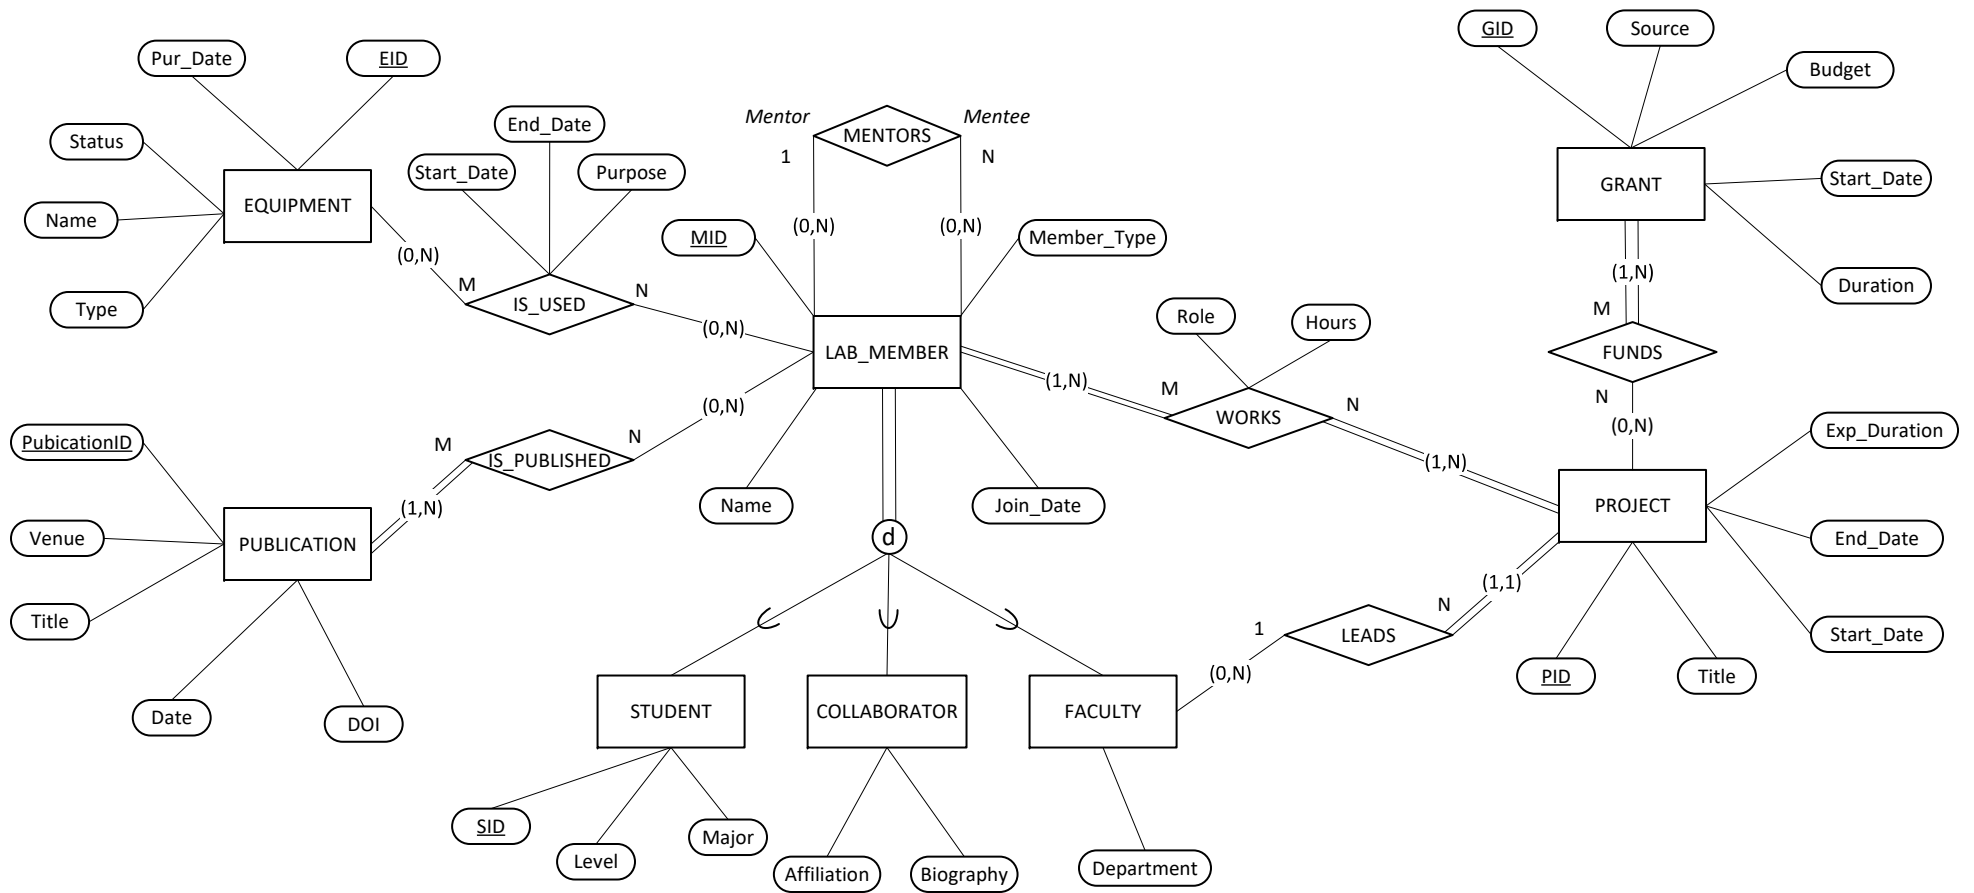 GID
Source
Budget
Pur_Date
EID
Mentor
MENTORS
Mentee
1
N
End_Date
Status
Start_Date
Purpose
GRANT
Start_Date
EQUIPMENT
Name
(0,N)
(0,N)
MID
Member_Type
(0,N)
(1,N)
Duration
M
N
IS_USED
Type
(0,N)
Role
Hours
M
FUNDS
LAB_MEMBER
(1,N)
M
N
WORKS
N
(0,N)
(0,N)
Exp_Duration
PubicationID
M
N
IS_PUBLISHED
(1,N)
(1,N)
Name
Join_Date
PROJECT
Venue
PUBLICATION
d
End_Date
(1,1)
N
Title
1
LEADS
Start_Date
(0,N)
PID
Title
Date
DOI
STUDENT
COLLABORATOR
FACULTY
SID
Major
Level
Affiliation
Biography
Department